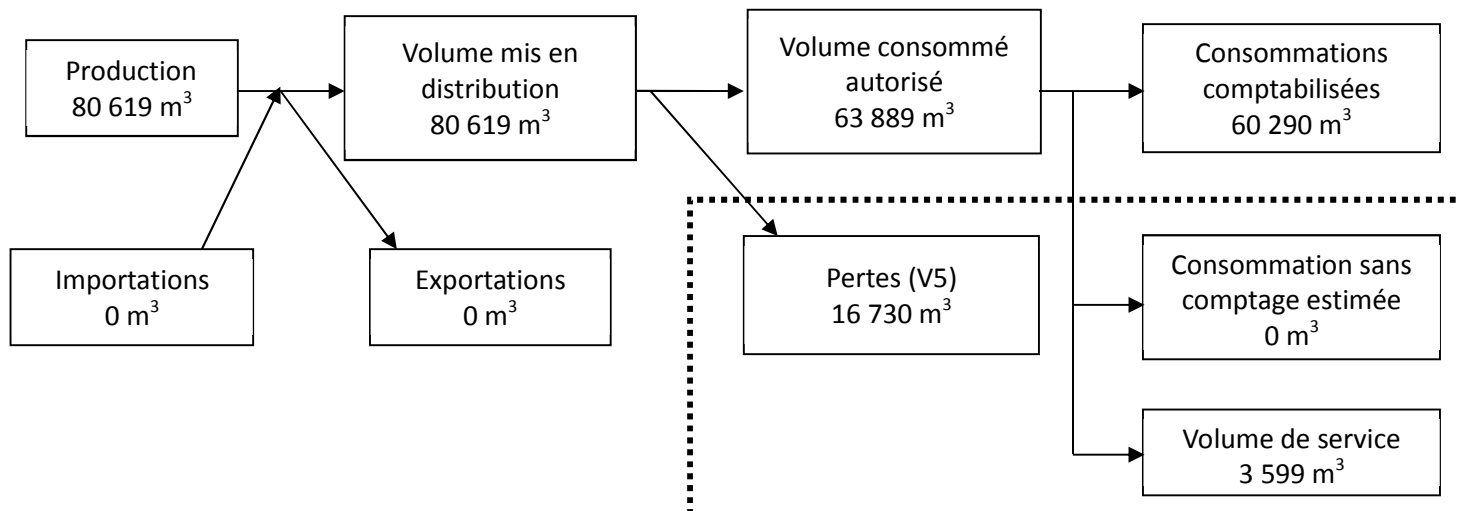 Production
80 619 m³
Volume mis en
distribution
80 619 m³
Volume consommé
autorisé
63 889 m³
Consommations
comptabilisées
60 290 m³
Importations
0 m³
Exportations
0 m³
Pertes (V5)
16 730 m³
Consommation sans
comptage estimée
0 m³
Volume de service
3 599 m³